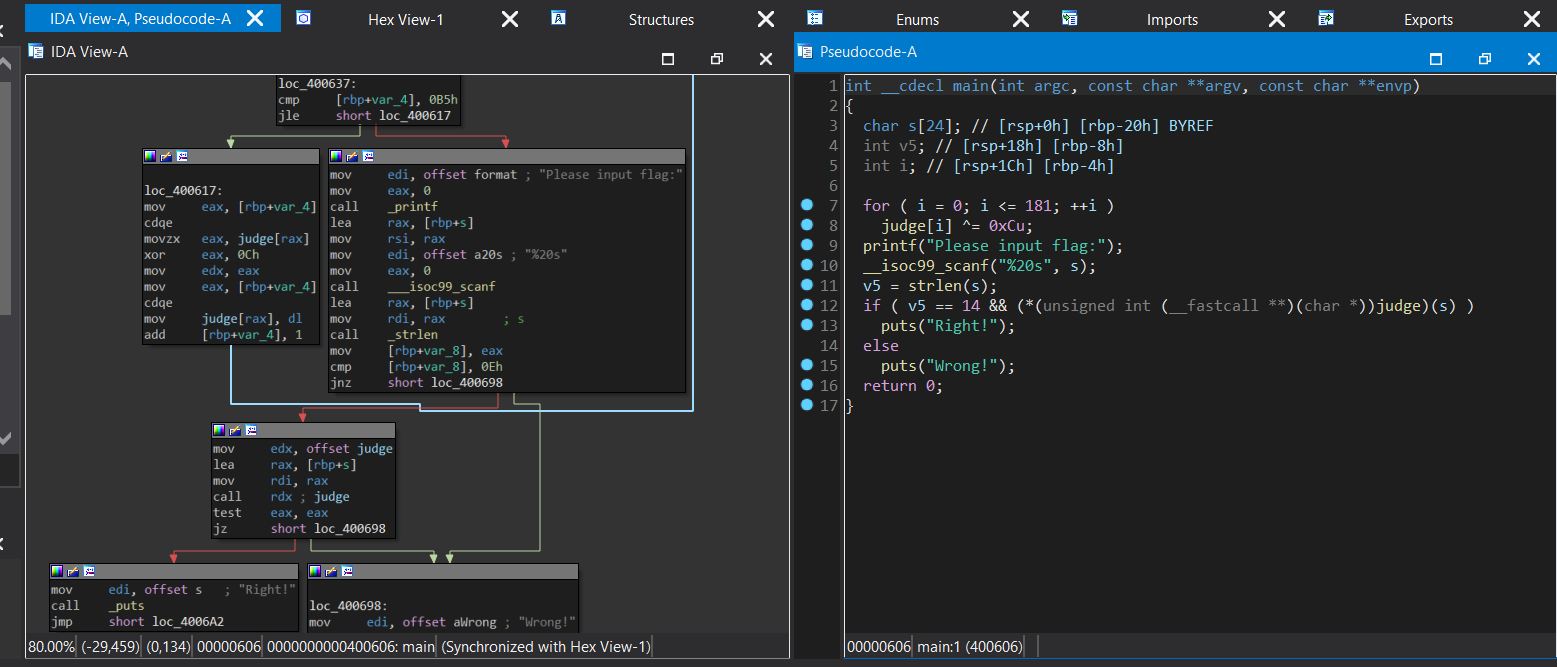 IDA View-A, Pseudocode-A
Hex View-1
Structures
Enums
Imports
Exports
IDA View-A
loc_400637:
cmp [rbp+var_4], 0B5h
jle short loc_400617
loc_400617:
mov eax, [rbp+var_4]
cdqe
movzx eax, judge[rax]
xor eax, 0Ch
mov edx, eax
mov eax, [rbp+var_4]
cdqe
mov judge[rax], dl
add [rbp+var_4], 1
mov edi, offset format ; "Please input flag:"
mov eax, 0
call _printf
lea rax, [rbp+s]
mov rsi, rax
mov edi, offset a20s ; "%20s"
mov eax, 0
call ___isoc99_scanf
lea rax, [rbp+s]
mov rdi, rax ; s
call _strlen
mov [rbp+var_8], eax
cmp [rbp+var_8], 0Eh
jnz short loc_400698
mov edx, offset judge
lea rax, [rbp+s]
mov rdi, rax
call rdx ; judge
test eax, eax
jz short loc_400698
mov edi, offset s ; "Right!"
call _puts
jmp short loc_4006A2
loc_400698:
mov edi, offset aWrong ; "Wrong!"
80.00% (-29,459) (0,134) 00000606 0000000000400606: main (Synchronized with Hex View-1)
Pseudocode-A
1 int __cdecl main(int argc, const char **argv, const char **envp)
2 {
3 char s[24]; // [rsp+0h] [rbp-20h] BYREF
4 int v5; // [rsp+18h] [rbp-8h]
5 int i; // [rsp+1Ch] [rbp-4h]
6
7 for ( i = 0; i <= 181; ++i )
8 judge[i] ^= 0xCu;
9 printf("Please input flag:");
10 __isoc99_scanf("%20s", s);
11 v5 = strlen(s);
12 if ( v5 == 14 && (*(unsigned int (__fastcall **)(char *))judge)(s) )
13 puts("Right!");
14 else
15 puts("Wrong!");
16 return 0;
17 }
00000606 main:1 (400606)